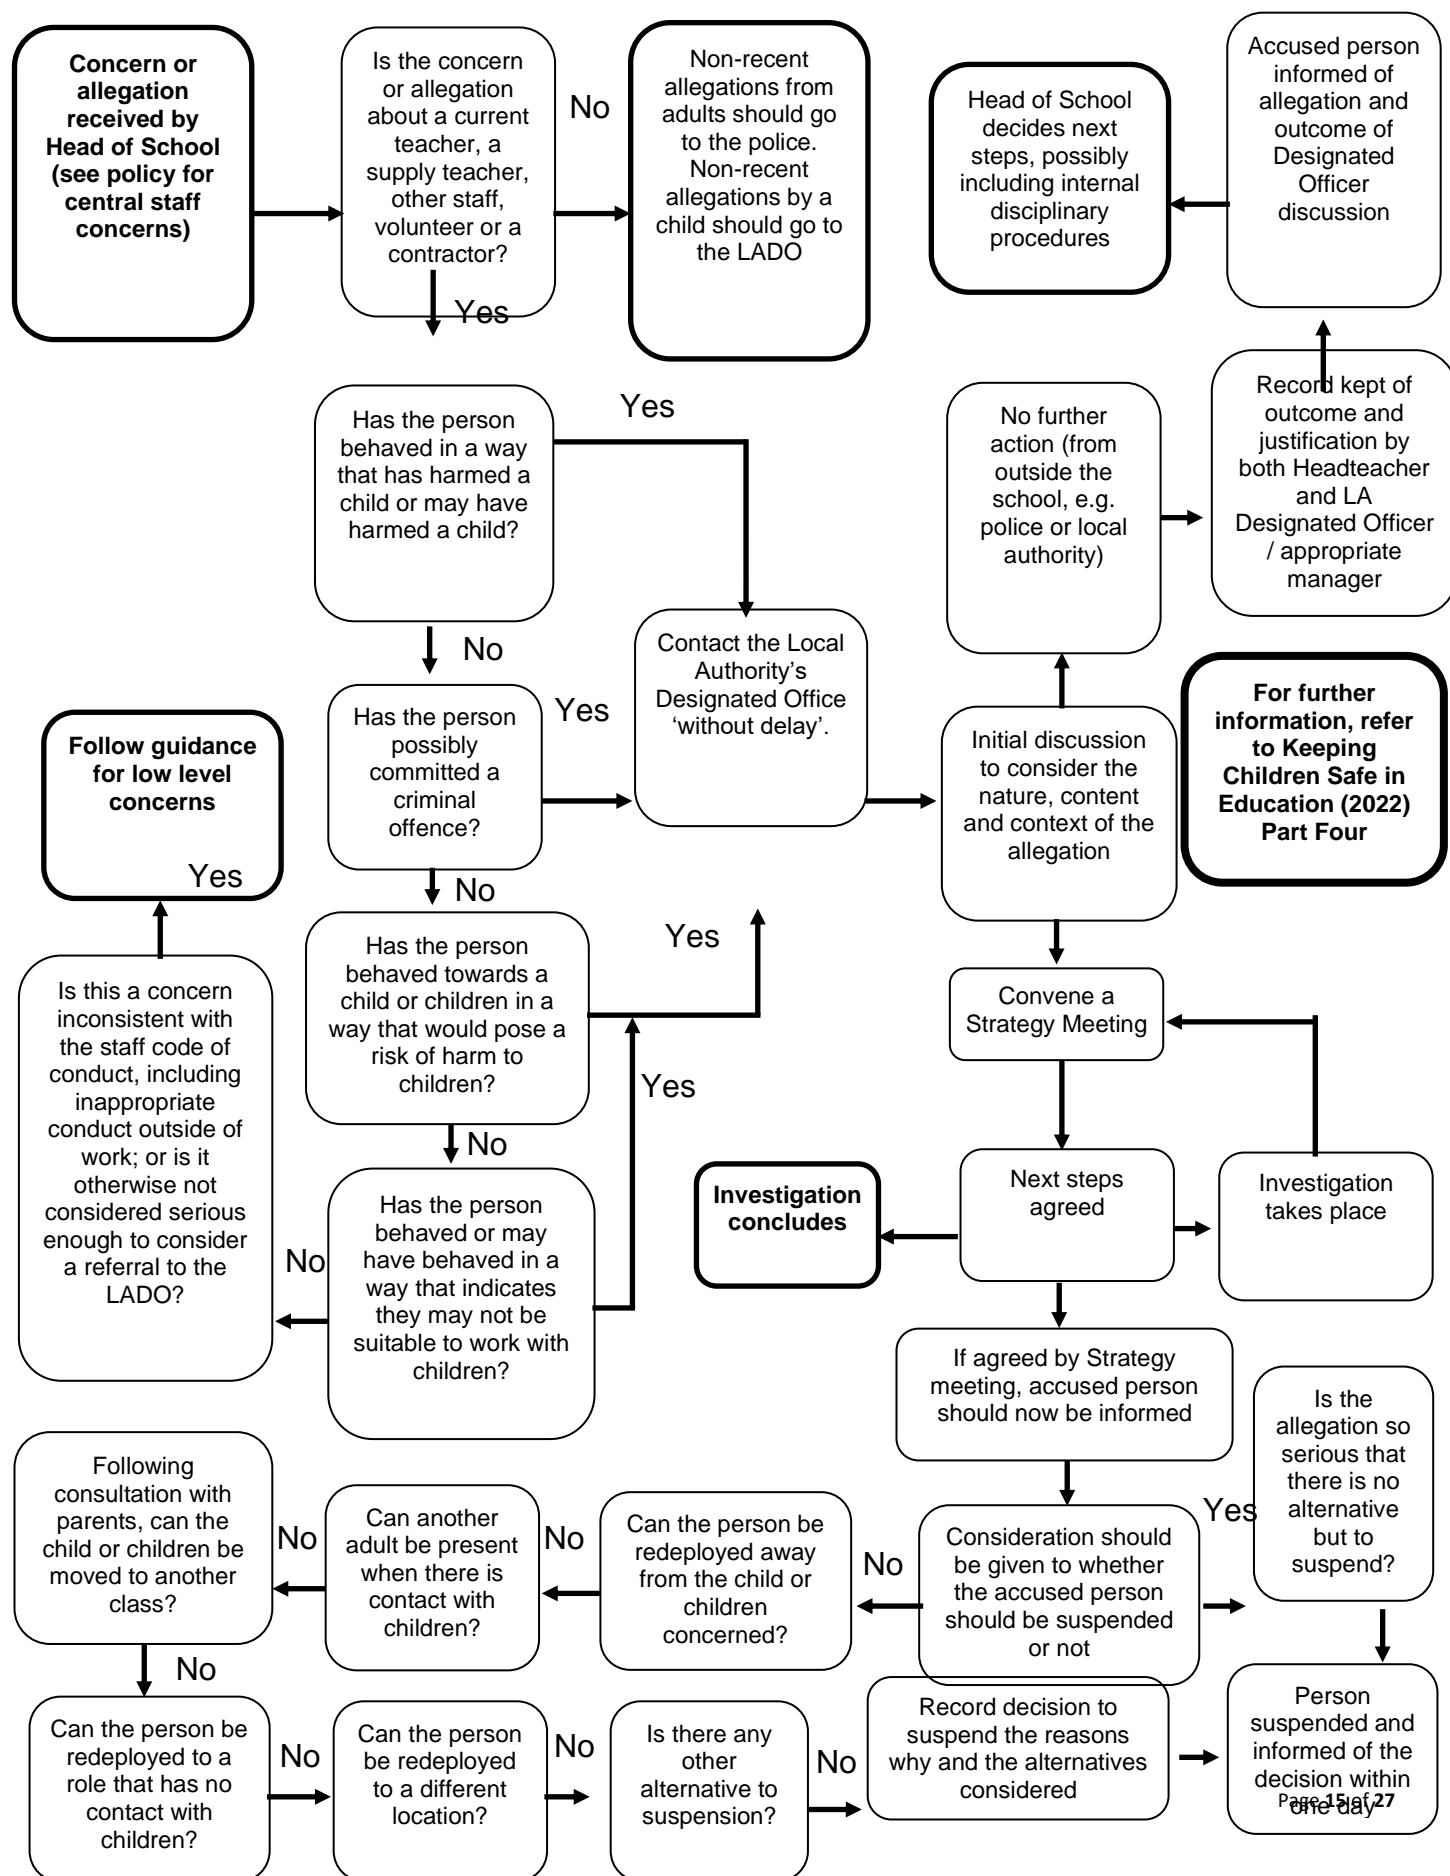 Concern or
allegation
received by
Head of School
(see policy for
central staff
concerns)
Is the concern
or allegation
about a current
teacher, a
supply teacher,
other staff,
volunteer or a
contractor?
No
Yes
Non-recent
allegations from
adults should go
to the police.
Non-recent
allegations by a
child should go to
the LADO
Head of School
decides next
steps, possibly
including internal
disciplinary
procedures
Accused person
informed of
allegation and
outcome of
Designated
Officer
discussion
Has the person
behaved in a way
that has harmed a
child or may have
harmed a child?
Yes
No
No further
action (from
outside the
school, e.g.
police or local
authority)
Record kept of
outcome and
justification by
both Headteacher
and LA
Designated Officer
/ appropriate
manager
Contact the Local
Authority's
Designated Office
‘without delay’.
Has the person
possibly
committed a
criminal
offence?
Yes
No
Follow guidance
for low level
concerns
Yes
Initial discussion
to consider the
nature, content
and context of the
allegation
For further
information, refer
to Keeping
Children Safe in
Education (2022)
Part Four
Has the person
behaved towards a
child or children in a
way that would pose a
risk of harm to
children?
Yes
No
Is this a concern
inconsistent with
the staff code of
conduct, including
inappropriate
conduct outside of
work; or is it
otherwise not
considered serious
enough to consider
a referral to the
LADO?
Convene a
Strategy Meeting
Yes
Has the person
behaved or may
have behaved in a
way that indicates
they may not be
suitable to work with
children?
No
Investigation
concludes
Next steps
agreed
Investigation
takes place
If agreed by Strategy
meeting, accused person
should now be informed
Is the
allegation so
serious that
there is no
alternative
but to
suspend?
Yes
Consideration should
be given to whether
the accused person
should be suspended
or not
No
Can the person be
redeployed away
from the child or
children
concerned?
No
Can another
adult be present
when there is
contact with
children?
No
Following
consultation with
parents, can the
child or children be
moved to another
class?
No
Can the person be
redeployed to a
role that has no
contact with
children?
No
Can the person
be redeployed
to a different
location?
No
Is there any
other
alternative to
suspension?
No
Record decision to
suspend the reasons
why and the alternatives
considered
Person
suspended and
informed of the
decision within
one day
Page 15 of 27